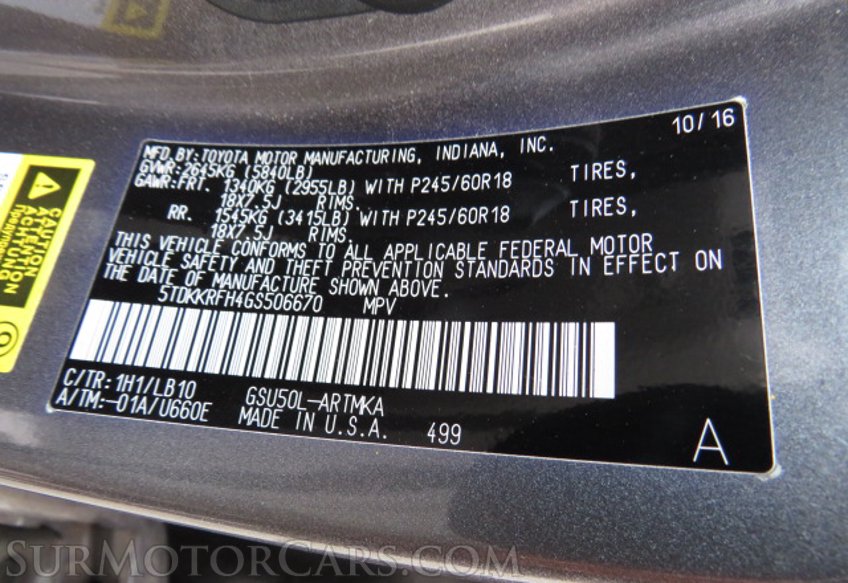 10/16
MFD.BY:TOYOTA MOTOR MANUFACTURING, INDIANA, INC.
GVWR:2645KG (5840LB)
GAWR:FRT. 1340KG (2955LB) WITH P245/60R18 TIRES,
18X7.5J RIMS.
RR. 1545KG (3415LB) WITH P245/60R18 TIRES,
18X7.5J RIMS.
THIS VEHICLE CONFORMS TO ALL APPLICABLE FEDERAL MOTOR
VEHICLE SAFETY AND THEFT PREVENTION STANDARDS IN EFFECT ON
THE DATE OF MANUFACTURE SHOWN ABOVE.
5TDKKRFH4GS506670 MPV
C/TR:1H1/LB10 GSU50L-ARTMKA
A/TM:-01A/U660E MADE IN U.S.A. 499
A
CAUTION
ATTENTION
SurMotorCars.com